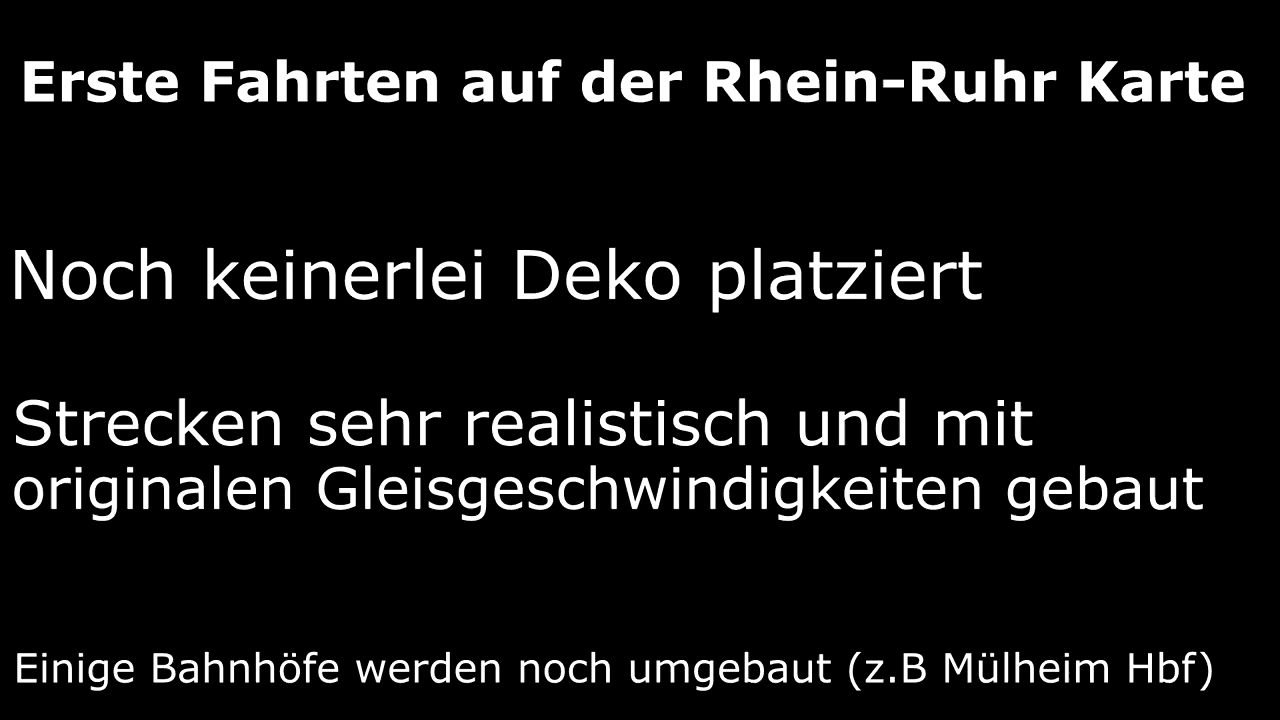 Erste Fahrten auf der Rhein-Ruhr Karte
Noch keinerlei Deko platziert
Strecken sehr realistisch und mit
originalen Gleisgeschwindigkeiten gebaut
Einige Bahnhöfe werden noch umgebaut (z.B Mülheim Hbf)